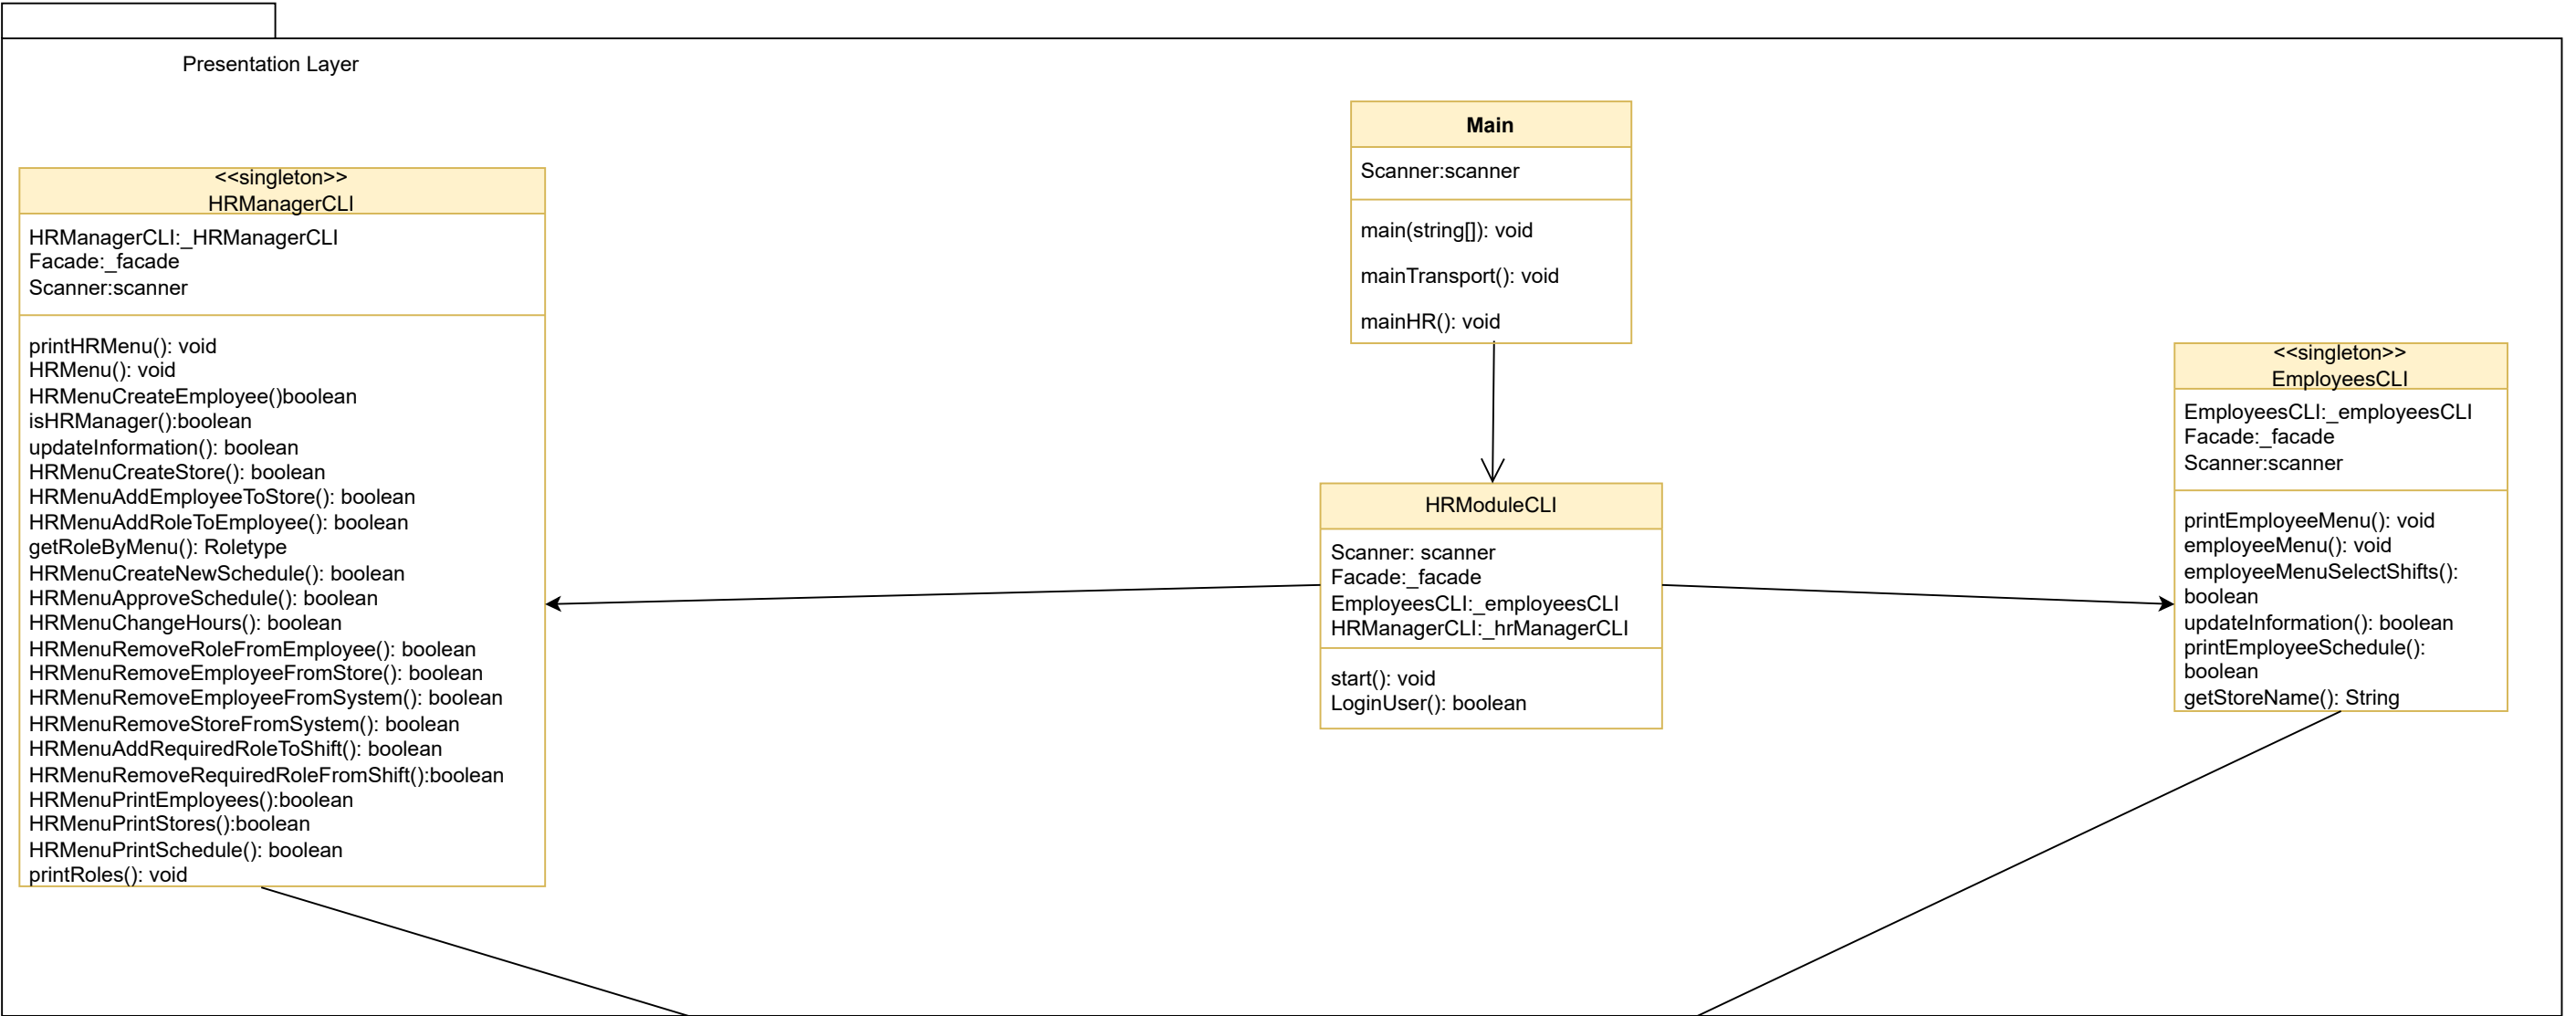 Presentation Layer
Main
Scanner:scanner
main(string[]): void
mainTransport(): void
mainHR(): void
<<singleton>>
HRManagerCLI
HRManagerCLI:_HRManagerCLI
Facade:_facade
Scanner:scanner
printHRMenu(): void
HRMenu(): void
HRMenuCreateEmployee()boolean
isHRManager():boolean
updateInformation(): boolean
HRMenuCreateStore(): boolean
HRMenuAddEmployeeToStore(): boolean
HRMenuAddRoleToEmployee(): boolean
getRoleByMenu(): Roletype
HRMenuCreateNewSchedule(): boolean
HRMenuApproveSchedule(): boolean
HRMenuChangeHours(): boolean
HRMenuRemoveRoleFromEmployee(): boolean
HRMenuRemoveEmployeeFromStore(): boolean
HRMenuRemoveEmployeeFromSystem(): boolean
HRMenuRemoveStoreFromSystem(): boolean
HRMenuAddRequiredRoleToShift(): boolean
HRMenuRemoveRequiredRoleFromShift():boolean
HRMenuPrintEmployees():boolean
HRMenuPrintStores():boolean
HRMenuPrintSchedule(): boolean
printRoles(): void
HRModuleCLI
Scanner: scanner
Facade:_facade
EmployeesCLI:_employeesCLI
HRManagerCLI:_hrManagerCLI
start(): void
LoginUser(): boolean
<<singleton>>
EmployeesCLI
EmployeesCLI:_employeesCLI
Facade:_facade
Scanner:scanner
printEmployeeMenu(): void
employeeMenu(): void
employeeMenuSelectShifts():
boolean
updateInformation(): boolean
printEmployeeSchedule():
boolean
getStoreName(): String